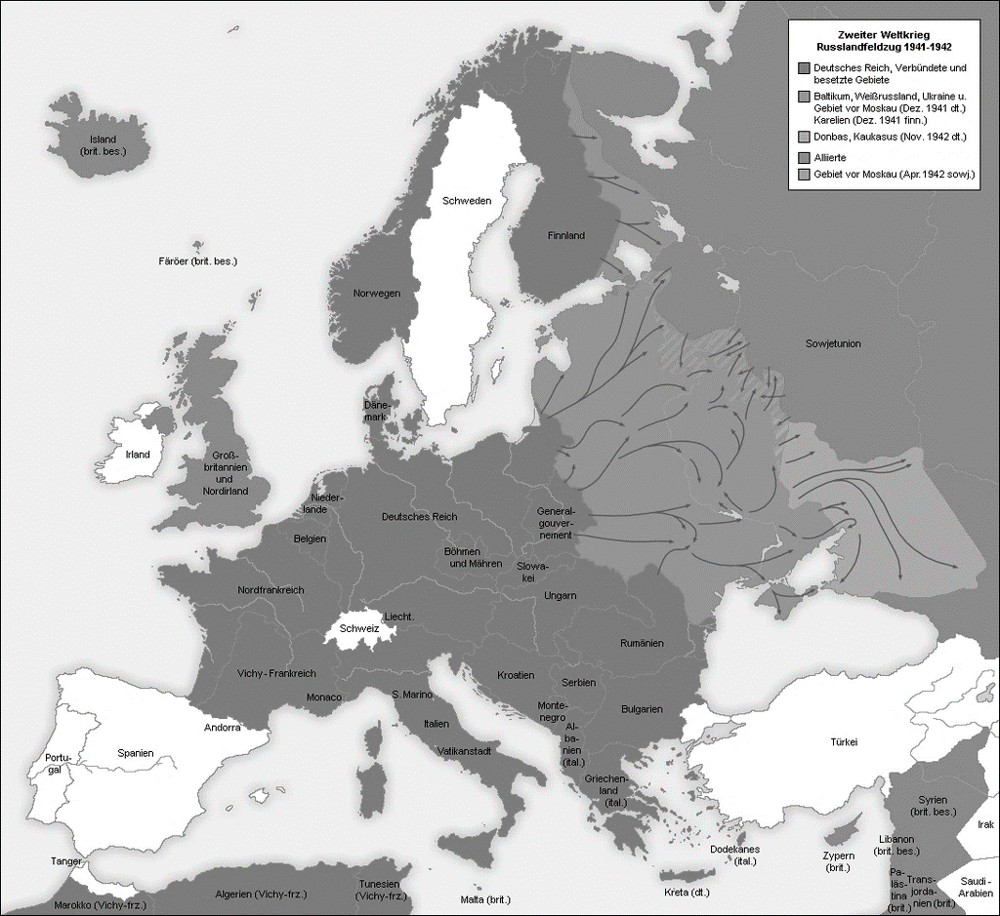 Zweiter Weltkrieg
Russlandfeldzug 1941-1942
Deutsches Reich, Verbündete und
besetzte Gebiete
Baltikum, Weißrussland, Ukraine u.
Gebiet vor Moskau (Dez. 1941 dt.)
Karelien (Dez. 1941 finn.)
Donbas, Kaukasus (Nov. 1942 dt.)
Alliierte
Gebiet vor Moskau (Apr. 1942 sowj.)
Island
(brit. bes.)
Schweden
Finnland
Färöer (brit. bes.)
Norwegen
Sowjetunion
Däne-
mark
Irland
Groß-
britannien
und
Nordirland
Nieder-
lande
Deutsches Reich
General-
gouver-
nement
Belgien
Böhmen
und Mähren
Slowa-
kei
Nordfrankreich
Ungarn
Liecht.
Schweiz
Rumänien
Vichy-Frankreich
Kroatien
Serbien
Monaco
S. Marino
Monte-
negro
Bulgarien
Andorra
Italien
Al-
ba-
nien
(ital.)
Türkei
Portu-
gal
Spanien
Vatikanstadt
Griechen-
land
(ital.)
Syrien
(brit. bes.)
Irak
Dodekanes
(ital.)
Zypern
(brit.)
Libanon
(brit. bes.)
Tanger
Marokko (Vichy-frz.)
Algerien (Vichy-frz.)
Tunesien
(Vichy-frz.)
Malta (brit.)
Kreta (dt.)
Pa-
läs-
tina
(brit.)
Trans-
jorda-
nien (brit.)
Saudi-
Arabien